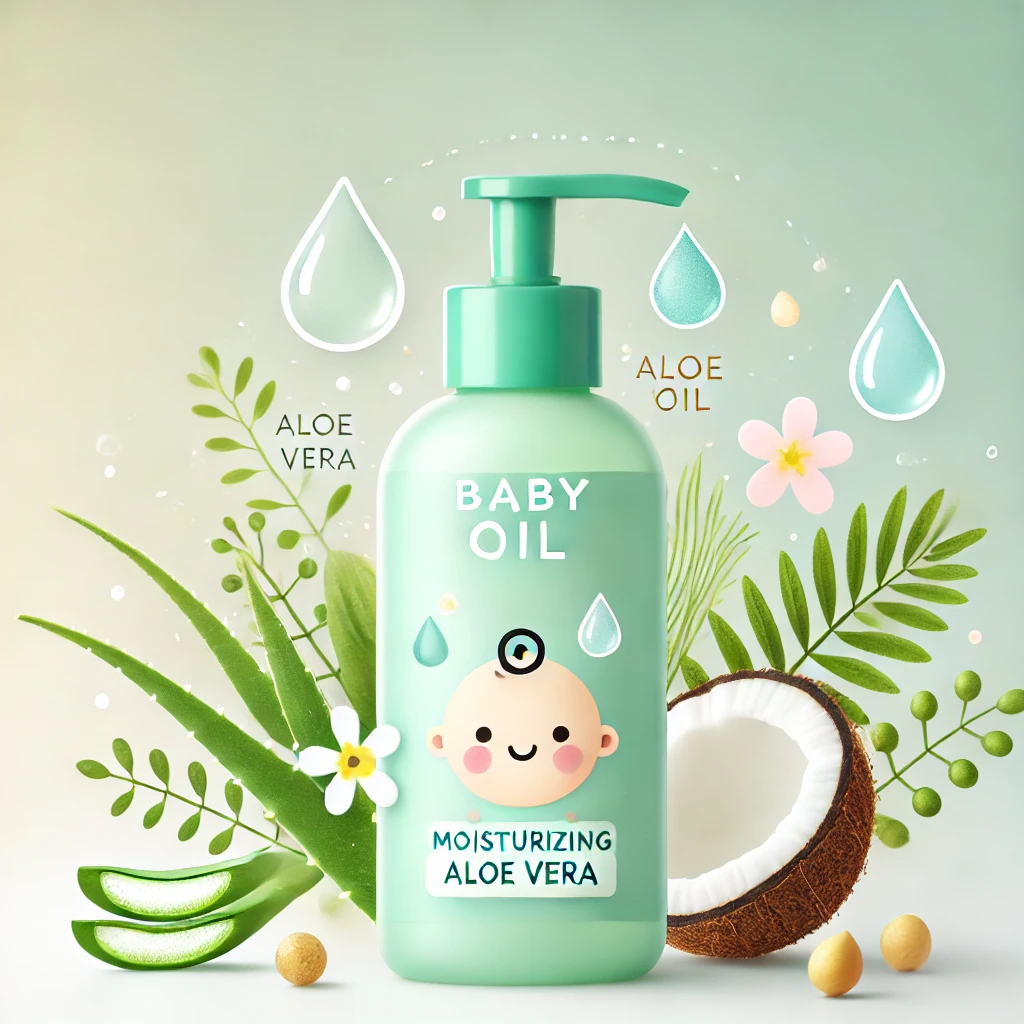 ALOE
OIL
ALOE
VERA
BABY
OIL
MOISTURIZING
ALOE VERA